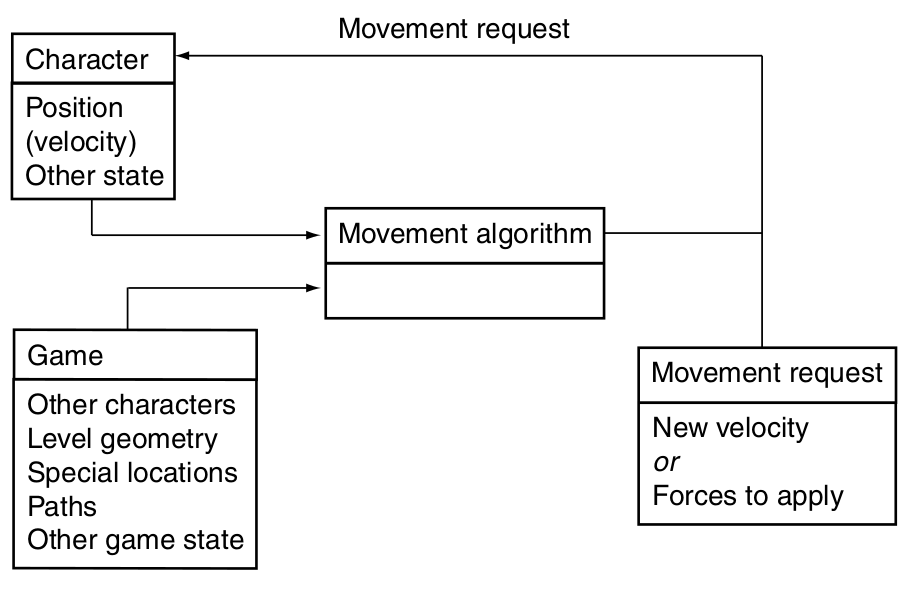 Movement request
Character
Position
(velocity)
Other state
Movement algorithm
Game
Other characters
Level geometry
Special locations
Paths
Other game state
Movement request
New velocity
or
Forces to apply